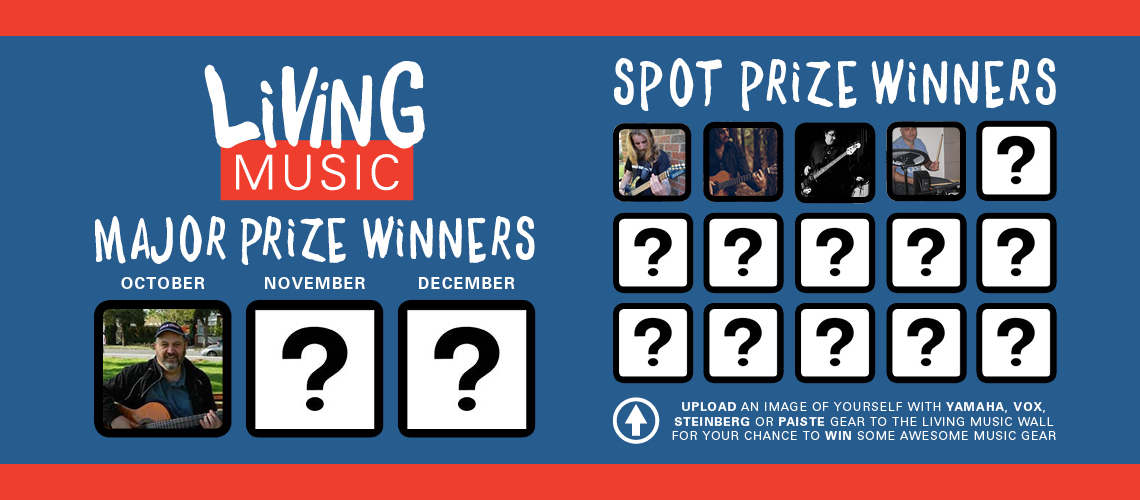 LiViNG
MUSIC
MAJOR PRiZE WiNNERS
OCTOBER NOVEMBER DECEMBER
? ?
SPOT PRiZE WiNNERS
?
? ? ? ? ?
? ? ? ? ?
UPLOAD AN IMAGE OF YOURSELF WITH YAMAHA, VOX,
STEINBERG OR PAISTE GEAR TO THE LIVING MUSIC WALL
FOR YOUR CHANCE TO WIN SOME AWESOME MUSIC GEAR